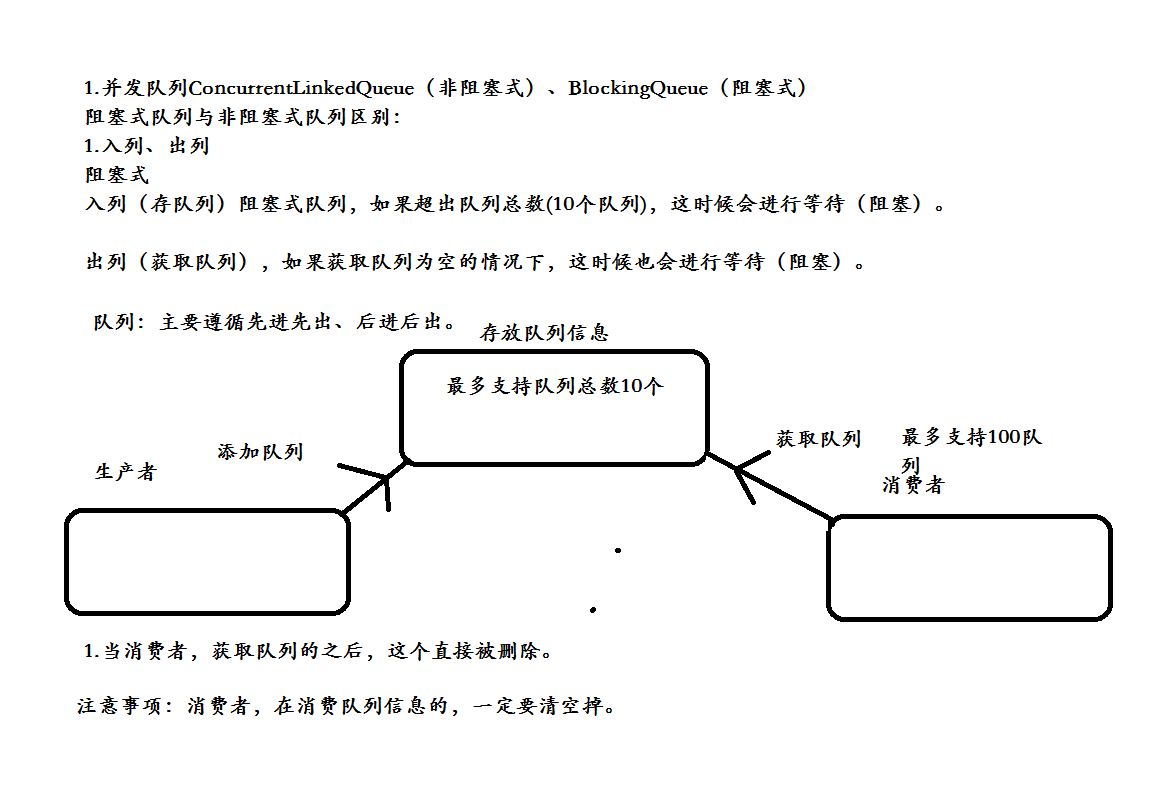 1.并发队列ConcurrentLinkedQueue（非阻塞式）、BlockingQueue（阻塞式）
阻塞式队列与非阻塞式队列区别：
1.入列、出列
阻塞式
入列（存队列）阻塞式队列，如果超出队列总数(10个队列)，这时候会进行等待（阻塞）。
出列（获取队列），如果获取队列为空的情况下，这时候也会进行等待（阻塞）。
队列：主要遵循先进先出、后进后出。
存放队列信息
最多支持队列总数10个
添加队列
生产者
获取队列
最多支持100队
列
消费者
1.当消费者，获取队列的之后，这个直接被删除。
注意事项：消费者，在消费队列信息的，一定要清空掉。